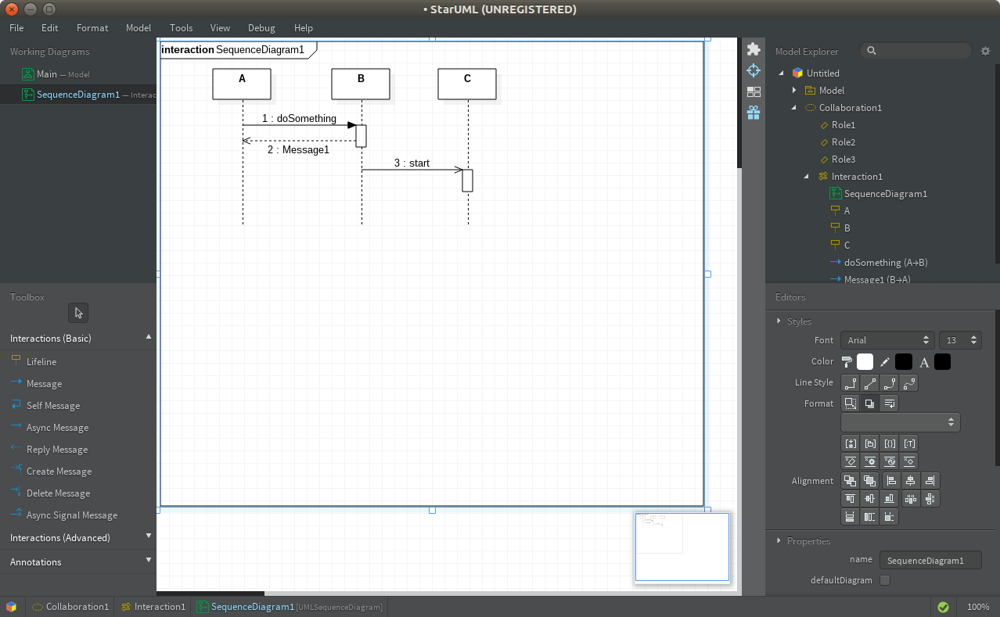 • StarUML (UNREGISTERED)
File Edit Format Model Tools View Debug Help
Working Diagrams
Main — Model
SequenceDiagram1 — Interac
Toolbox
Interactions (Basic)
Lifeline
Message
Self Message
Async Message
Reply Message
Create Message
Delete Message
Async Signal Message
Interactions (Advanced)
Annotations
interaction SequenceDiagram1
A B C
1 : doSomething
2 : Message1
3 : start
Model Explorer
Untitled
Model
Collaboration1
Role1
Role2
Role3
Interaction1
SequenceDiagram1
A
B
C
doSomething (A→B)
Message1 (B→A)
Editors
Styles
Font Arial 13
Color A
Line Style
Format
Alignment
Properties
name SequenceDiagram1
defaultDiagram
Collaboration1 Interaction1 SequenceDiagram1 [UMLSequenceDiagram] 100%